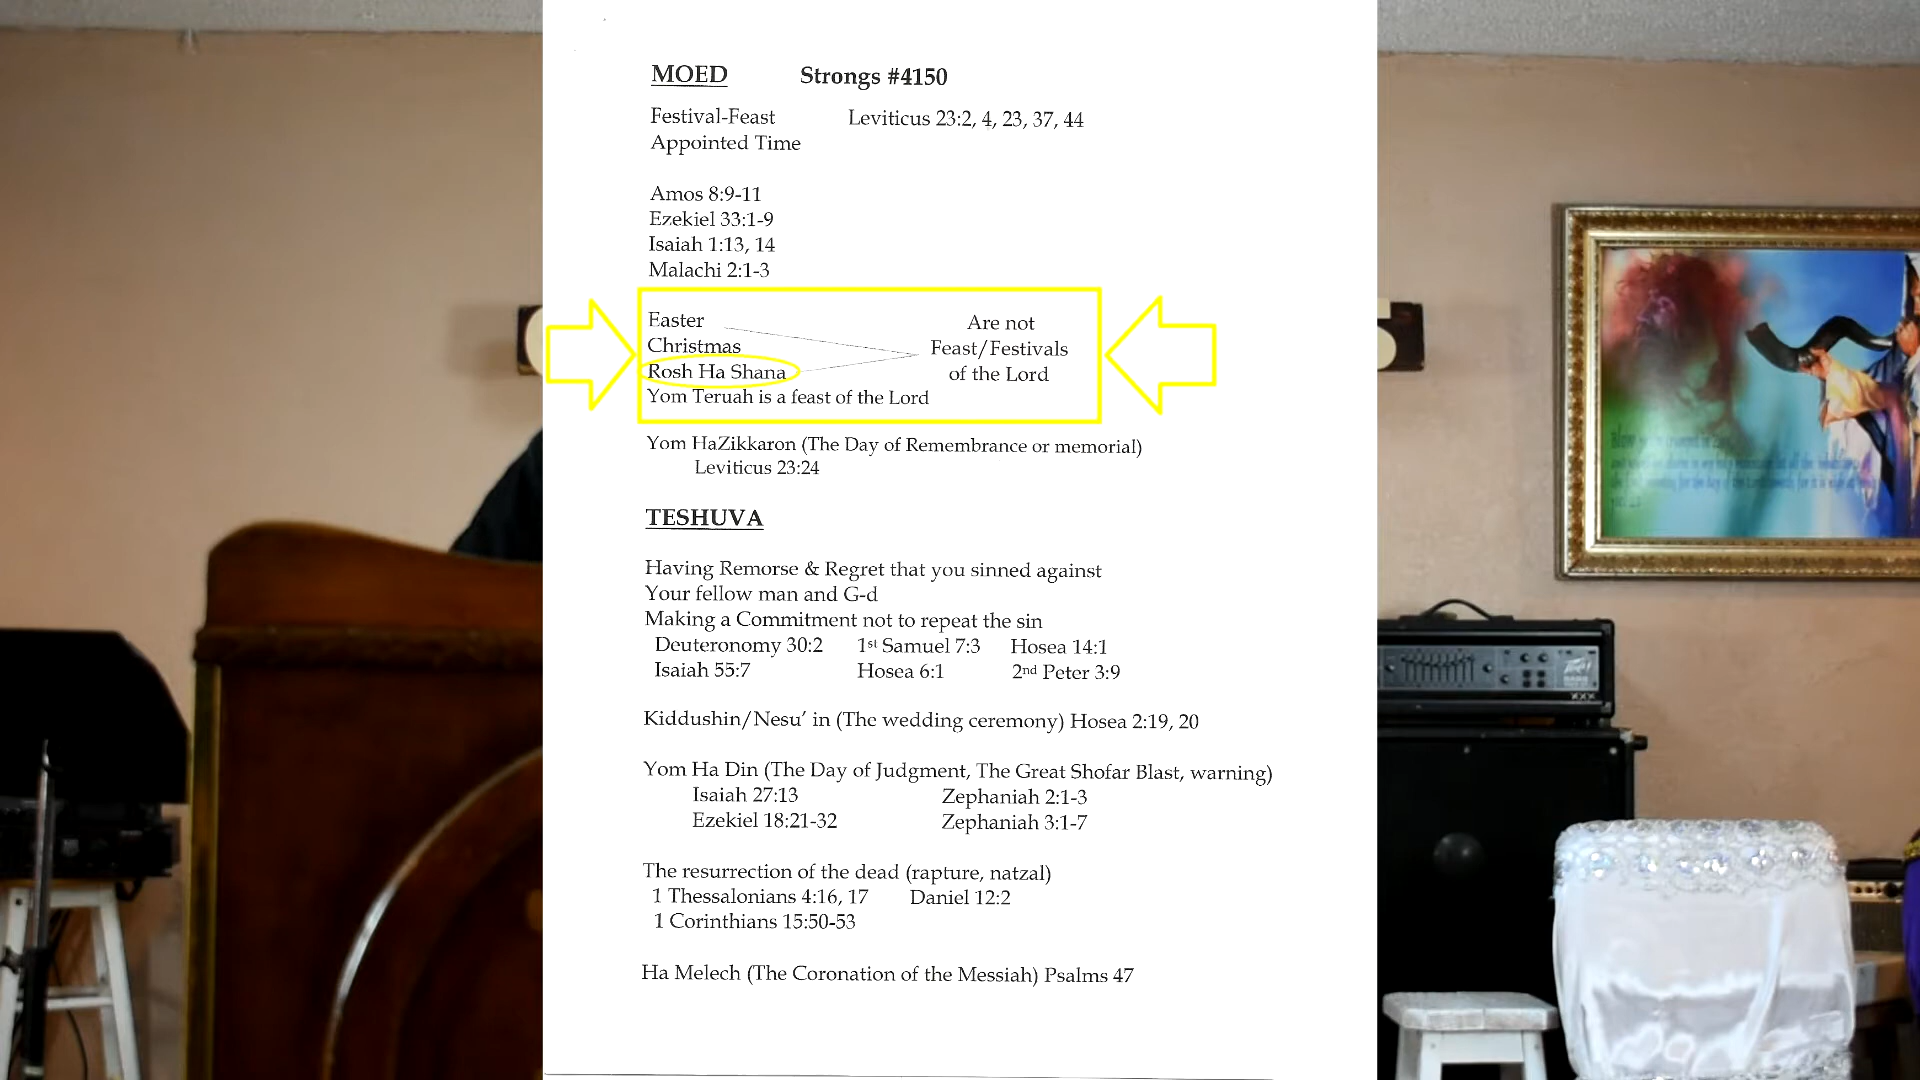 MOED Strongs #4150
Festival-Feast Leviticus 23:2, 4, 23, 37, 44
Appointed Time
Amos 8:9-11
Ezekiel 33:1-9
Isaiah 1:13, 14
Malachi 2:1-3
Easter Are not
Christmas Feast/Festivals
Rosh Ha Shana of the Lord
Yom Teruah is a feast of the Lord
Yom HaZikkaron (The Day of Remembrance or memorial)
Leviticus 23:24
TESHUVA
Having Remorse & Regret that you sinned against
Your fellow man and G-d
Making a Commitment not to repeat the sin
Deuteronomy 30:2 1st Samuel 7:3 Hosea 14:1
Isaiah 55:7 Hosea 6:1 2nd Peter 3:9
Kiddushin/Nesu' in (The wedding ceremony) Hosea 2:19, 20
Yom Ha Din (The Day of Judgment, The Great Shofar Blast, warning)
Isaiah 27:13 Zephaniah 2:1-3
Ezekiel 18:21-32 Zephaniah 3:1-7
The resurrection of the dead (rapture, natzal)
1 Thessalonians 4:16, 17 Daniel 12:2
1 Corinthians 15:50-53
Ha Melech (The Coronation of the Messiah) Psalms 47
PEAVEY
XXX